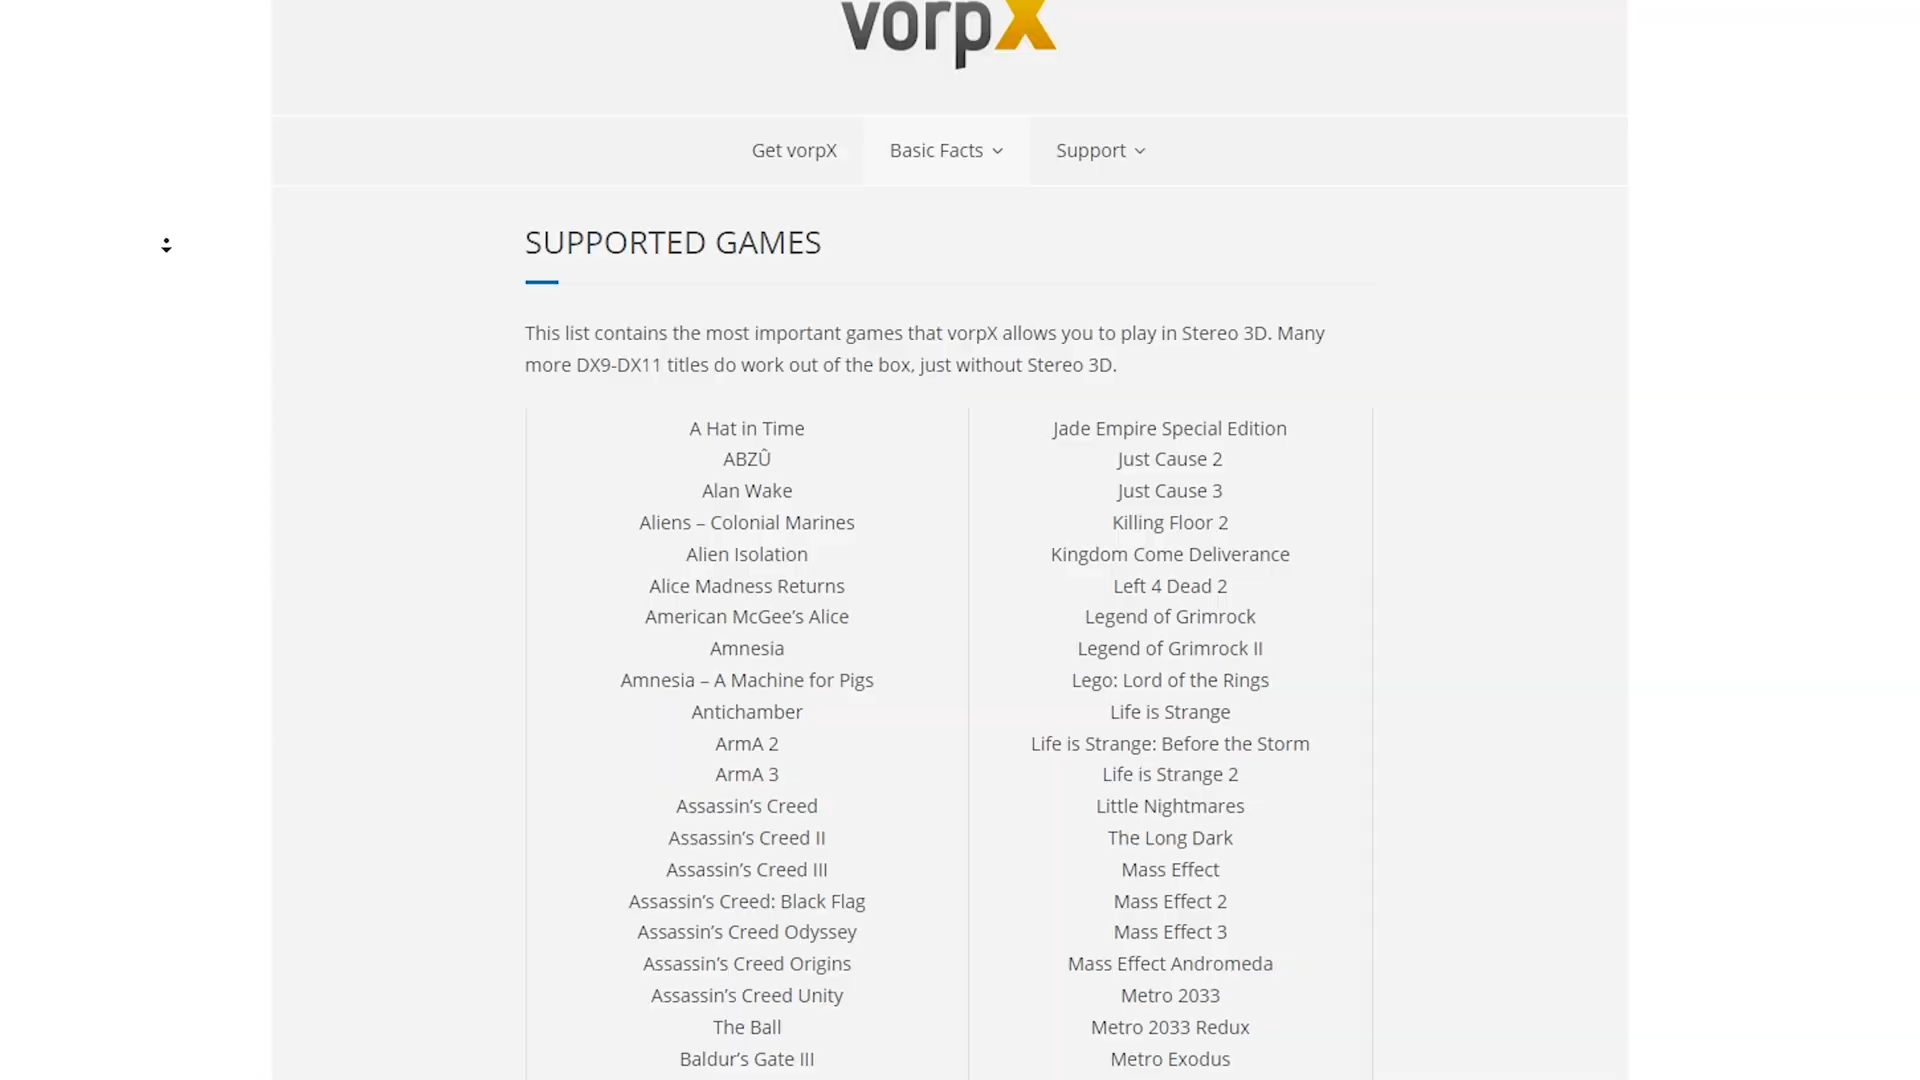 vorpX
Get vorpX
Basic Facts
Support
SUPPORTED GAMES
This list contains the most important games that vorpX allows you to play in Stereo 3D. Many
more DX9-DX11 titles do work out of the box, just without Stereo 3D.
A Hat in Time
ABZÛ
Alan Wake
Aliens – Colonial Marines
Alien Isolation
Alice Madness Returns
American McGee’s Alice
Amnesia
Amnesia – A Machine for Pigs
Antichamber
ArmA 2
ArmA 3
Assassin’s Creed
Assassin’s Creed II
Assassin’s Creed III
Assassin’s Creed: Black Flag
Assassin’s Creed Odyssey
Assassin’s Creed Origins
Assassin’s Creed Unity
The Ball
Baldur’s Gate III
Jade Empire Special Edition
Just Cause 2
Just Cause 3
Killing Floor 2
Kingdom Come Deliverance
Left 4 Dead 2
Legend of Grimrock
Legend of Grimrock II
Lego: Lord of the Rings
Life is Strange
Life is Strange: Before the Storm
Life is Strange 2
Little Nightmares
The Long Dark
Mass Effect
Mass Effect 2
Mass Effect 3
Mass Effect Andromeda
Metro 2033
Metro 2033 Redux
Metro Exodus